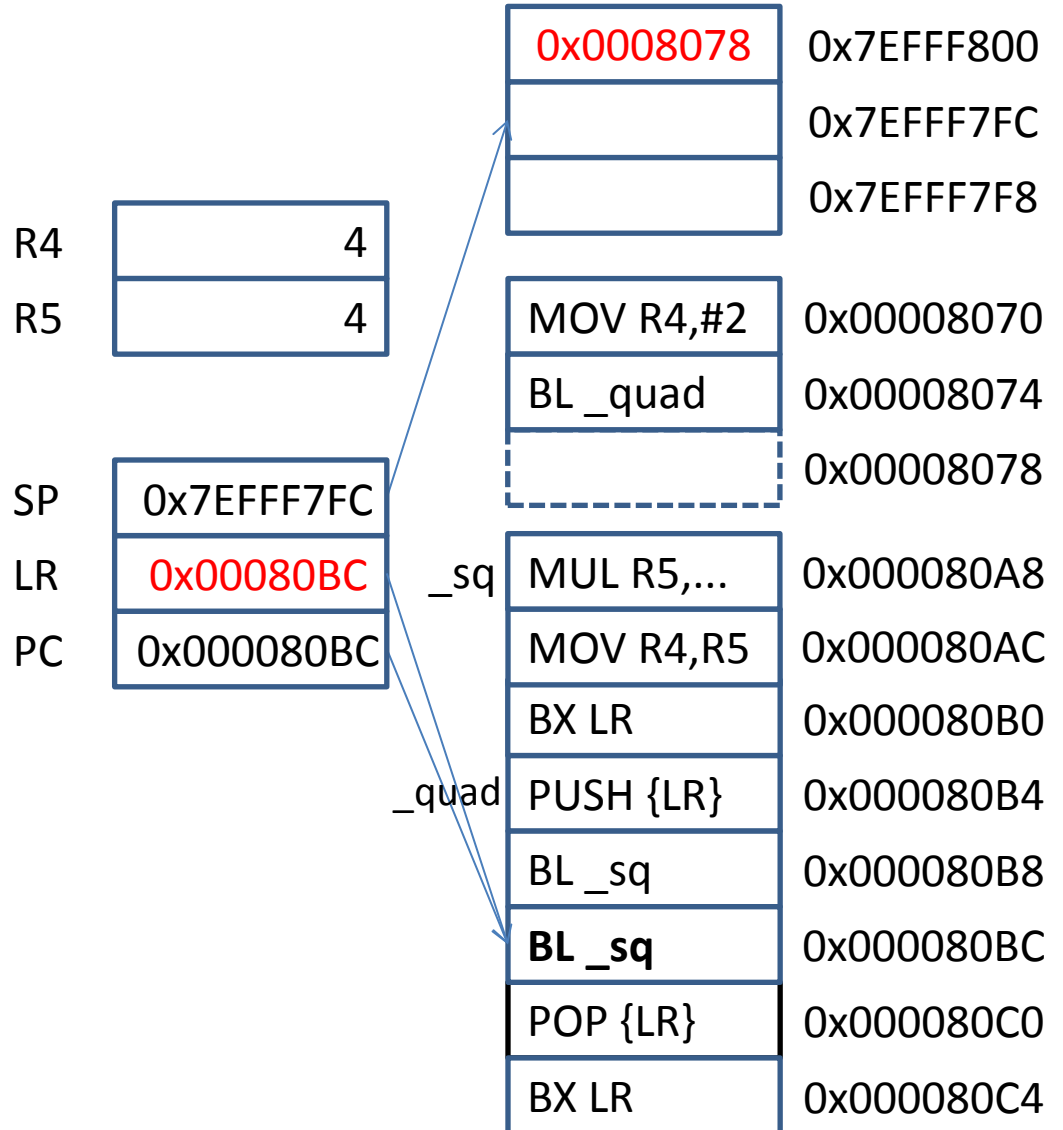 0x0008078 0x7EFFF800
0x7EFFF7FC
0x7EFFF7F8
R4 4
R5 4
MOV R4,#2 0x00008070
BL _quad 0x00008074
0x00008078
SP 0x7EFFF7FC
LR 0x00080BC
PC 0x000080BC
_sq MUL R5,... 0x000080A8
MOV R4,R5 0x000080AC
BX LR 0x000080B0
_quad PUSH {LR} 0x000080B4
BL _sq 0x000080B8
BL _sq 0x000080BC
POP {LR} 0x000080C0
BX LR 0x000080C4